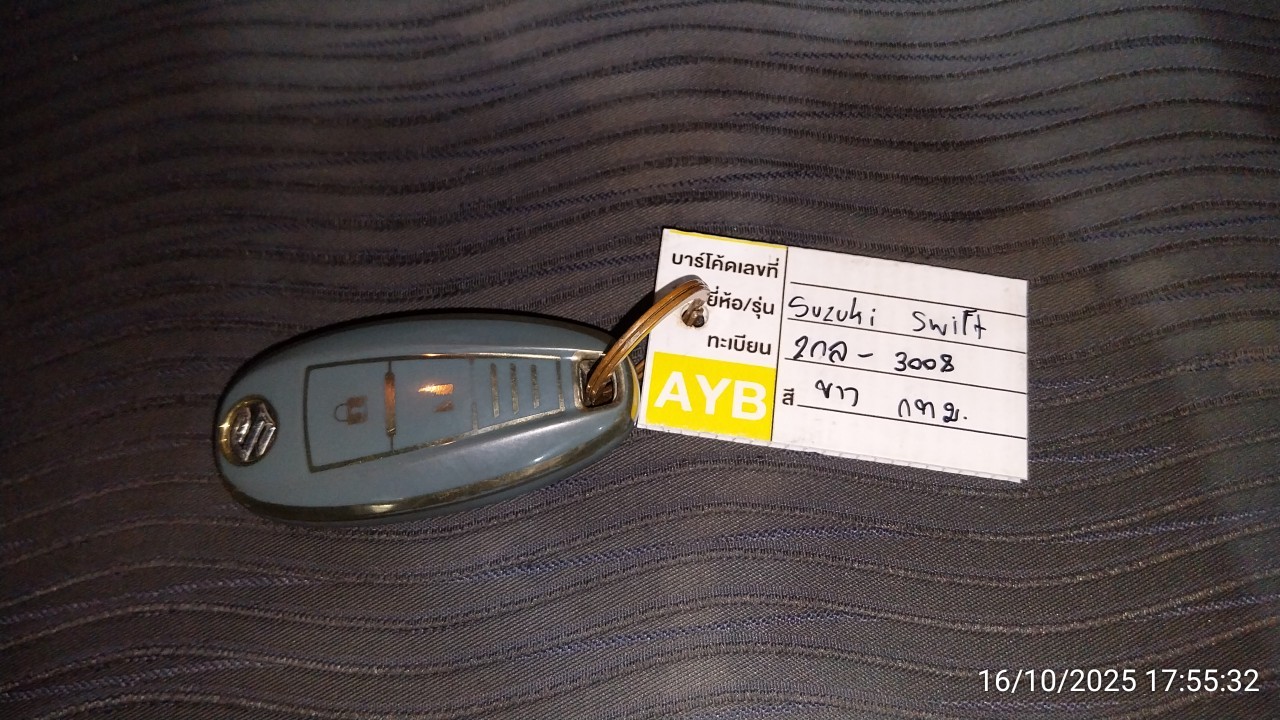 บาร์โค้ดเลขที่
ยี่ห้อ/รุ่น Suzuki Swift
ทะเบียน 2กล - 3008
AYB สี ขาว กทม.
16/10/2025 17:55:32